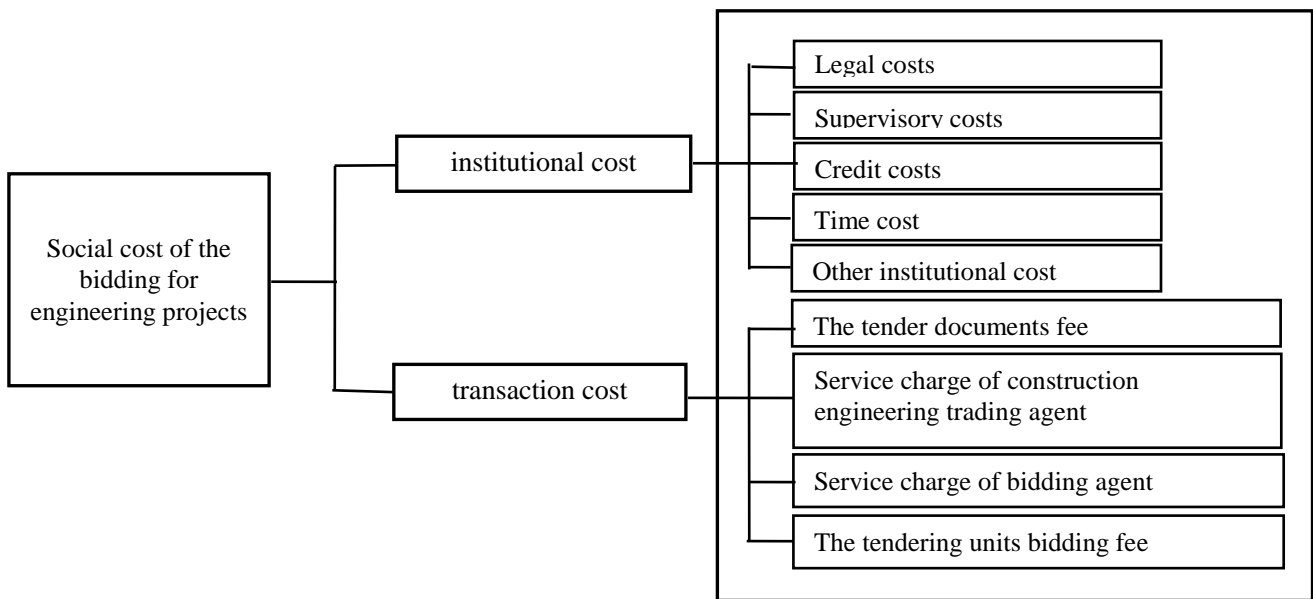 Social cost of the
bidding for
engineering projects
institutional cost
transaction cost
Legal costs
Supervisory costs
Credit costs
Time cost
Other institutional cost
The tender documents fee
Service charge of construction
engineering trading agent
Service charge of bidding agent
The tendering units bidding fee